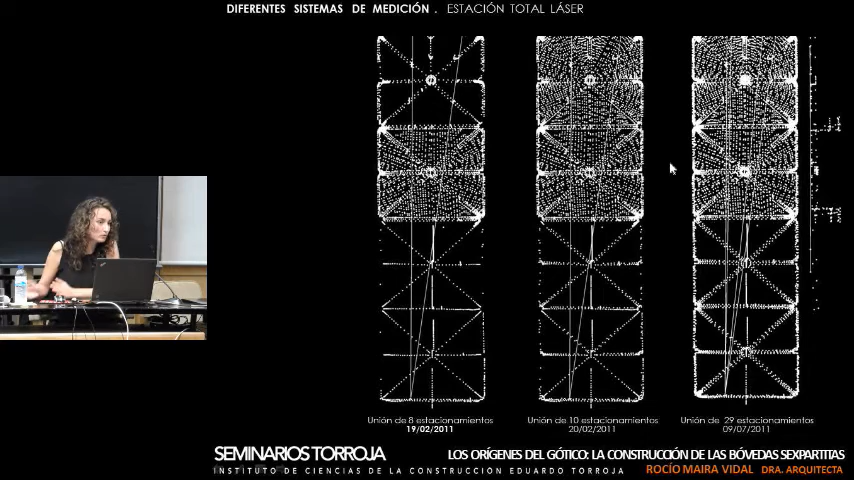 DIFERENTES SISTEMAS DE MEDICIÓN . ESTACIÓN TOTAL LÁSER
Unión de 8 estacionamientos
19/02/2011
Unión de 10 estacionamientos
20/02/2011
Unión de 29 estacionamientos
09/07/2011
SEMINARIOS TORROJA
INSTITUTO DE CIENCIAS DE LA CONSTRUCCIÓN EDUARDO TORROJA
LOS ORÍGENES DEL GÓTICO: LA CONSTRUCCIÓN DE LAS BÓVEDAS SEXPARTITAS
ROCÍO MAIRA VIDAL DRA. ARQUITECTA